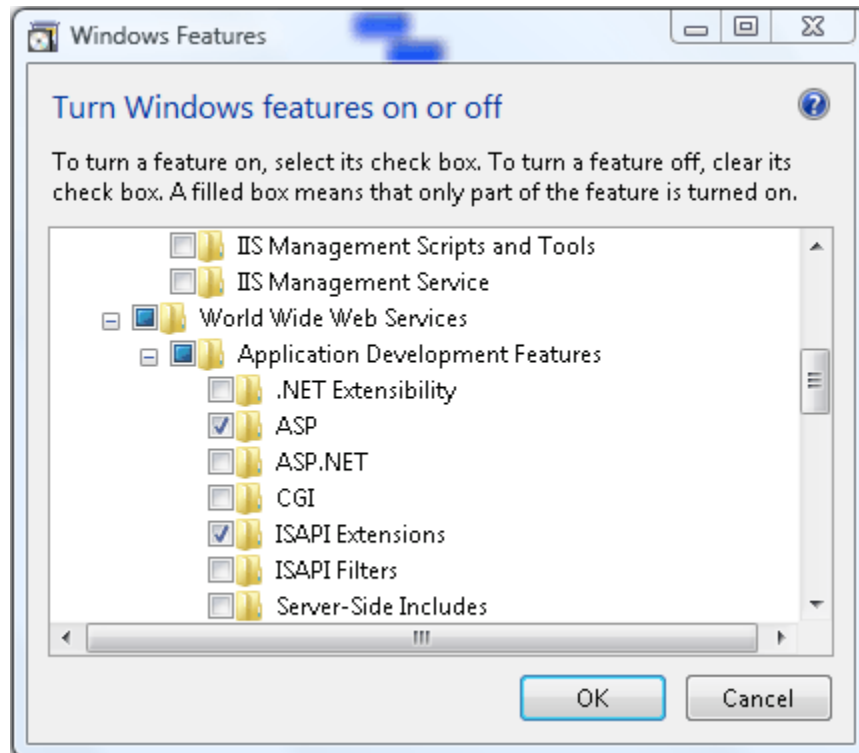 Windows Features
Turn Windows features on or off
To turn a feature on, select its check box. To turn a feature off, clear its
check box. A filled box means that only part of the feature is turned on.
IIS Management Scripts and Tools
IIS Management Service
World Wide Web Services
Application Development Features
.NET Extensibility
ASP
ASP.NET
CGI
ISAPI Extensions
ISAPI Filters
Server-Side Includes
OK Cancel